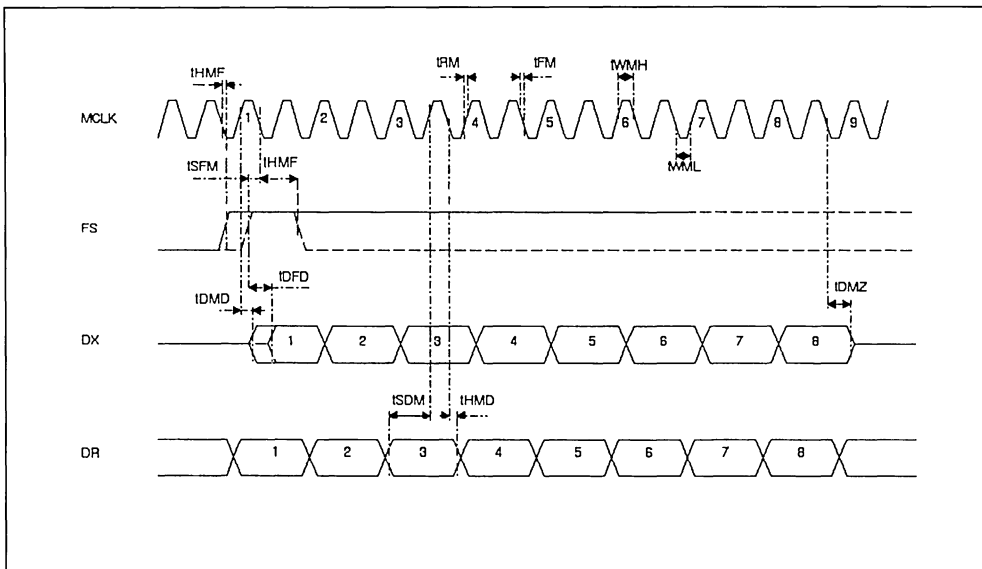 tHMF
tRM
tFM
tWMH
MCLK
1 2 3 4 5 6 7 8 9
tWML
tSFM
tHMF
FS
tDMD
tDFD
tDMZ
DX
1 2 3 4 5 6 7 8
tSDM
tHMD
DR
1 2 3 4 5 6 7 8